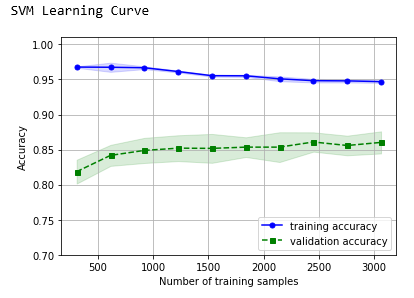 SVM Learning Curve
1.00
0.95
0.90
0.85
0.80
0.75
0.70
Accuracy
training accuracy
validation accuracy
500 1000 1500 2000 2500 3000
Number of training samples